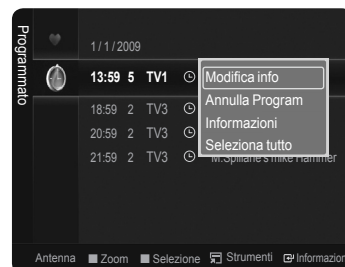 Programmato
1 / 1 / 2009
13:59 5 TV1
18:59 2 TV3
20:59 2 TV3
21:59 2 TV3 M.Spillane's mike Hammer
Modifica info
Annulla Program
Informazioni
Seleziona tutto
Antenna Zoom Selezione Strumenti Informazion